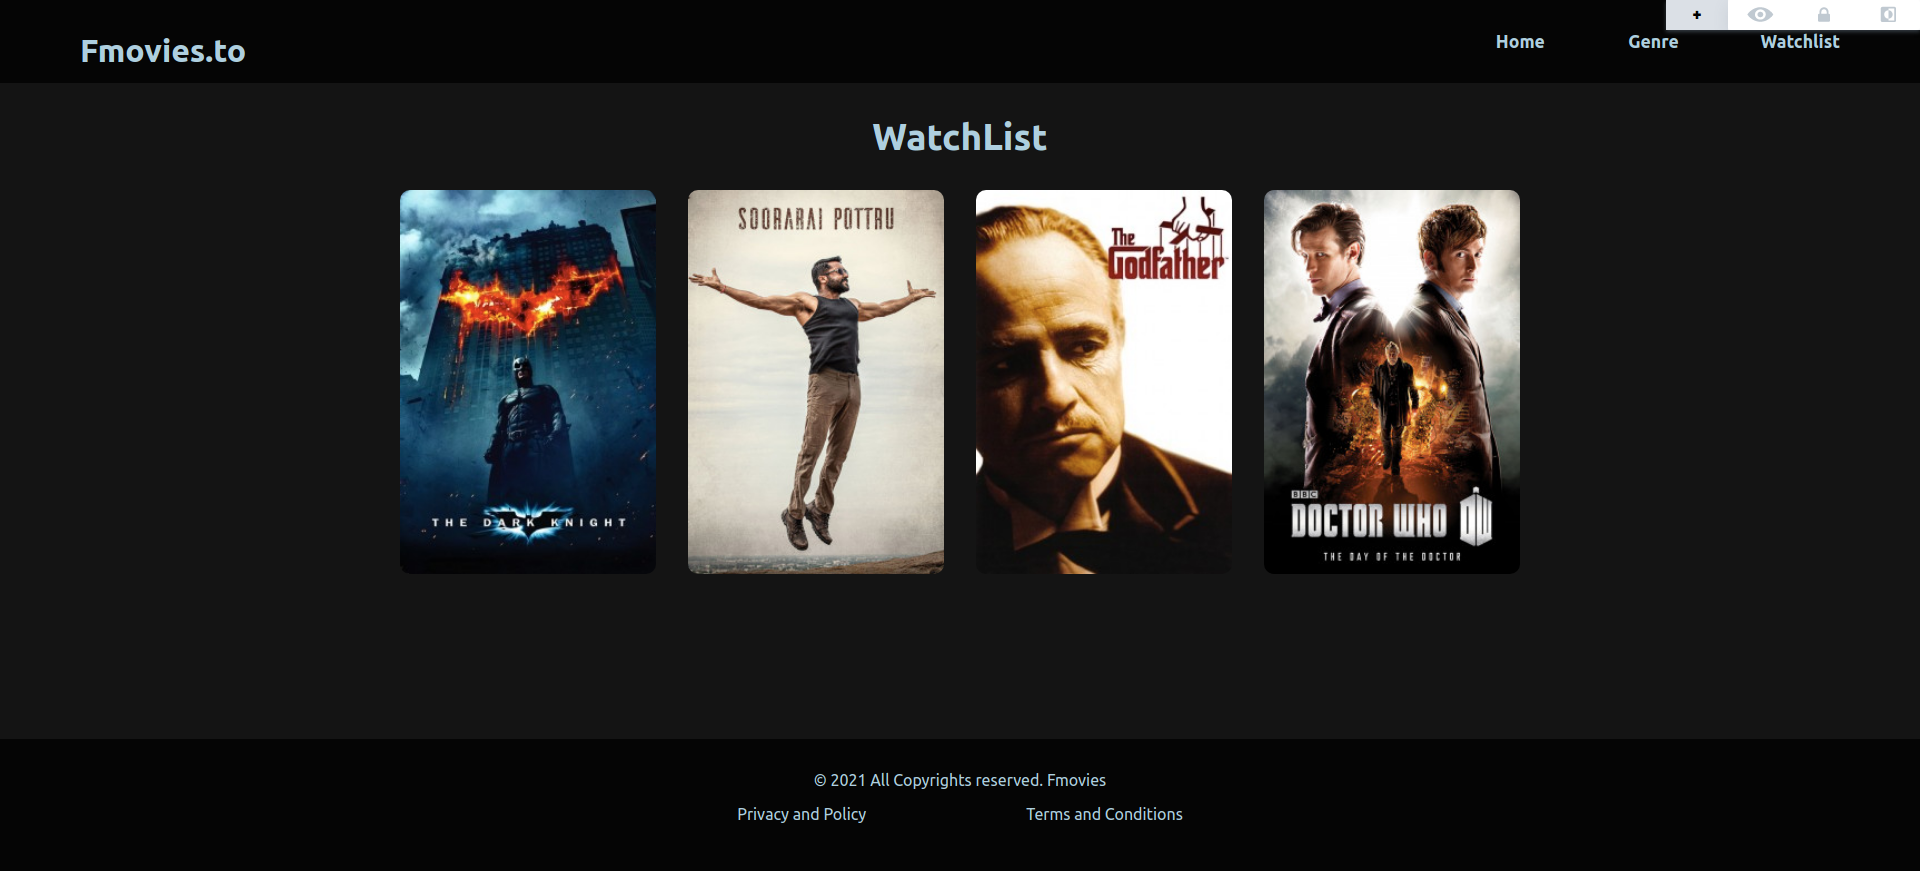 +
Fmovies.to
Home Genre Watchlist
WatchList
SOORARAI POTTRU
The
Godfather
THE DARK KNIGHT
BBC
DOCTOR WHO DW
THE DAY OF THE DOCTOR
© 2021 All Copyrights reserved. Fmovies
Privacy and Policy Terms and Conditions